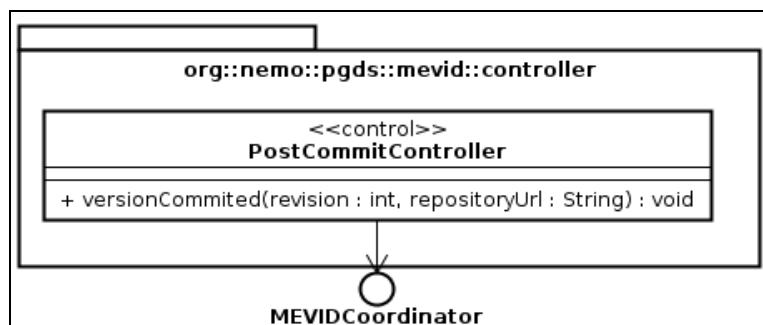 org::nemo::pgds::mevid::controller
<<control>>
PostCommitController
+ versionCommited(revision : int, repositoryUrl : String) : void
MEVIDCoordinator